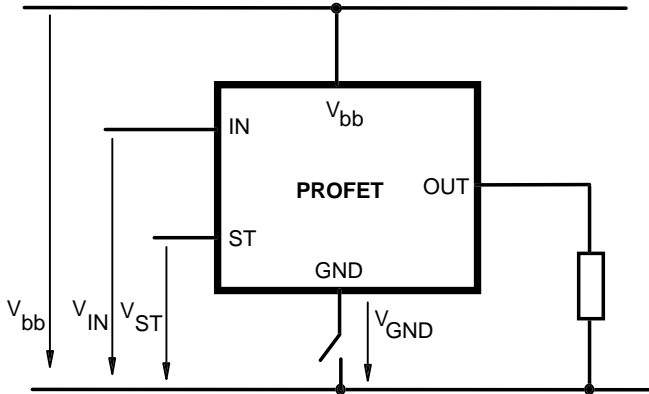 Vbb
IN
PROFET
OUT
ST
GND
Vbb
VIN
VST
VGND